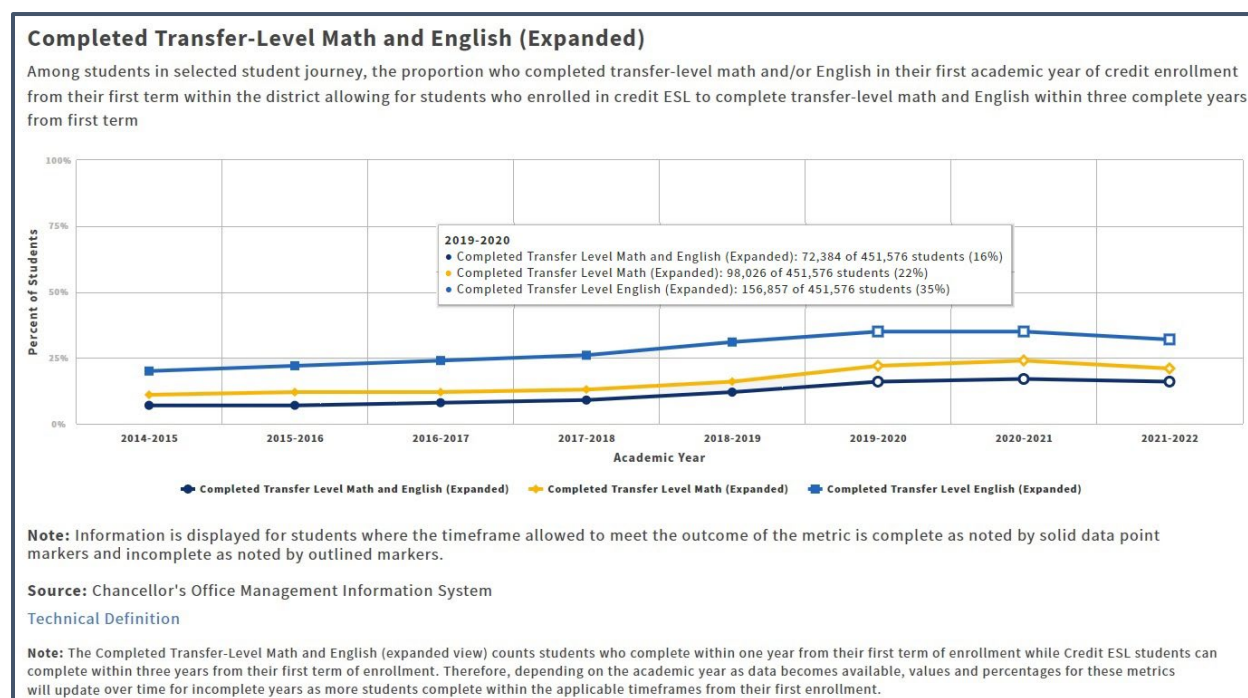 Completed Transfer-Level Math and English (Expanded)
Among students in selected student journey, the proportion who completed transfer-level math and/or English in their first academic year of credit enrollment
from their first term within the district allowing for students who enrolled in credit ESL to complete transfer-level math and English within three complete years
from first term
100%
75%
50%
25%
0%
Percent of Students
2019-2020
• Completed Transfer Level Math and English (Expanded): 72,384 of 451,576 students (16%)
• Completed Transfer Level Math (Expanded): 98,026 of 451,576 students (22%)
• Completed Transfer Level English (Expanded): 156,857 of 451,576 students (35%)
2014-2015 2015-2016 2016-2017 2017-2018 2018-2019 2019-2020 2020-2021 2021-2022
Academic Year
Completed Transfer Level Math and English (Expanded) Completed Transfer Level Math (Expanded) Completed Transfer Level English (Expanded)
Note: Information is displayed for students where the timeframe allowed to meet the outcome of the metric is complete as noted by solid data point
markers and incomplete as noted by outlined markers.
Source: Chancellor's Office Management Information System
Technical Definition
Note: The Completed Transfer-Level Math and English (expanded view) counts students who complete within one year from their first term of enrollment while Credit ESL students can
complete within three years from their first term of enrollment. Therefore, depending on the academic year as data becomes available, values and percentages for these metrics
will update over time for incomplete years as more students complete within the applicable timeframes from their first enrollment.